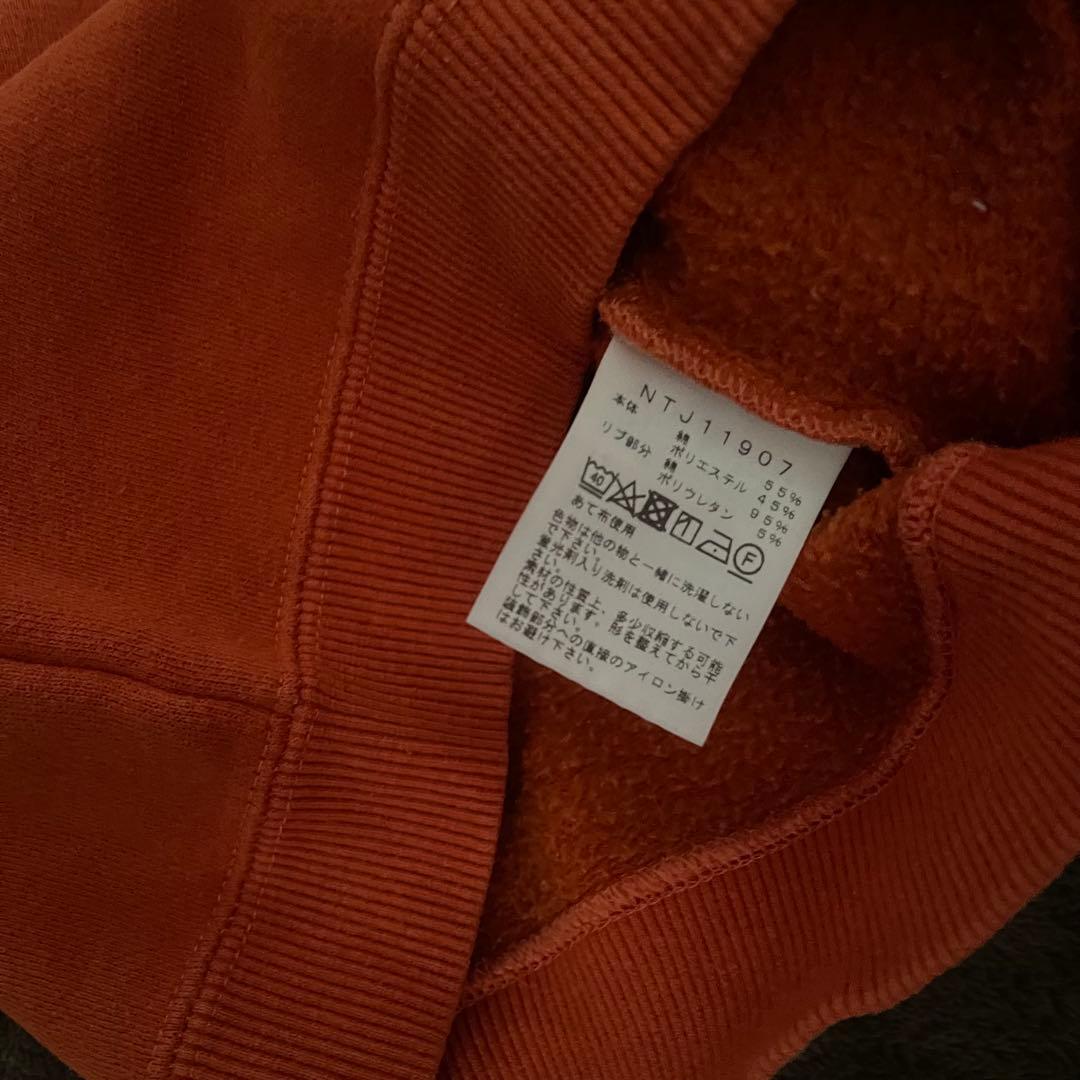 NTJ11907
本体 綿 55%
ポリエステル 45%
リブ部分 綿 95%
ポリウレタン 5%
40 F
あて布使用
色物は他の物と一緒に洗濯しない
で下さい。
蛍光剤入り洗剤は使用しないで下
さい。
素材の性質上、多少収縮する可能
性があります。形を整えてから干
して下さい。
装飾部分への直接のアイロン掛け
はお避け下さい。